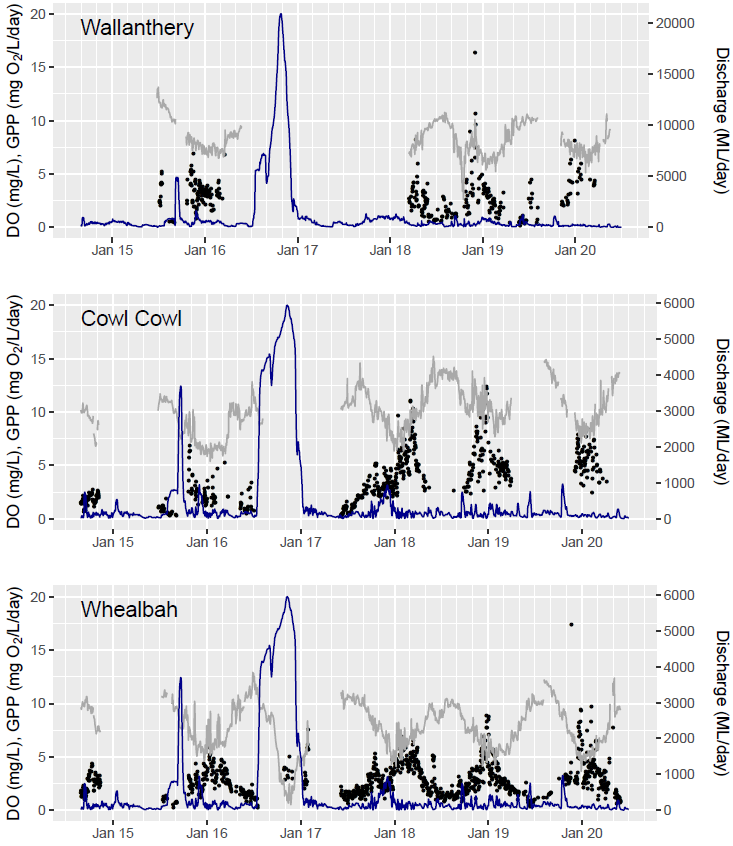 Wallanthery
DO (mg/L), GPP (mg O2/L/day)
20
15
10
5
0
20000
15000
10000
5000
0
Discharge (ML/day)
Jan 15 Jan 16 Jan 17 Jan 18 Jan 19 Jan 20
Cowl Cowl
DO (mg/L), GPP (mg O2/L/day)
20
15
10
5
0
6000
5000
4000
3000
2000
1000
0
Discharge (ML/day)
Jan 15 Jan 16 Jan 17 Jan 18 Jan 19 Jan 20
Whealbah
DO (mg/L), GPP (mg O2/L/day)
20
15
10
5
0
6000
5000
4000
3000
2000
1000
0
Discharge (ML/day)
Jan 15 Jan 16 Jan 17 Jan 18 Jan 19 Jan 20